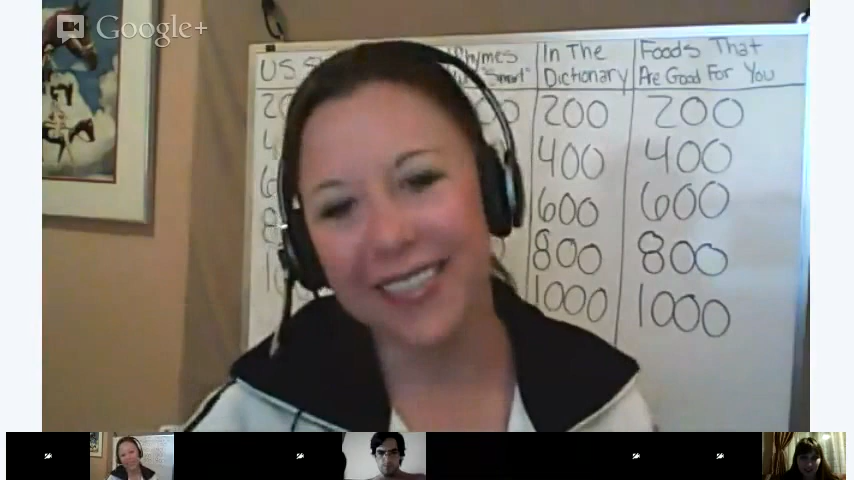 Google+
U.S.
Rhymes
In The
Foods That
"Smart"
Dictionary
Are Good For You
200
200
400
400
600
600
800
800
1000
1000